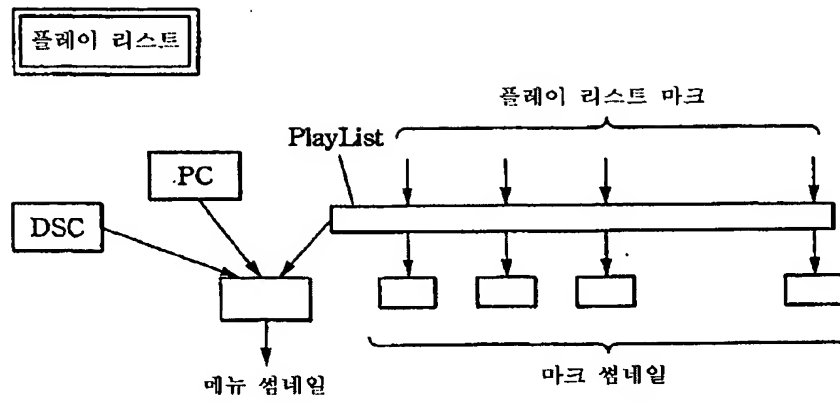 플레이 리스트
플레이 리스트 마크
PlayList
PC
DSC
메뉴 썸네일
마크 썸네일